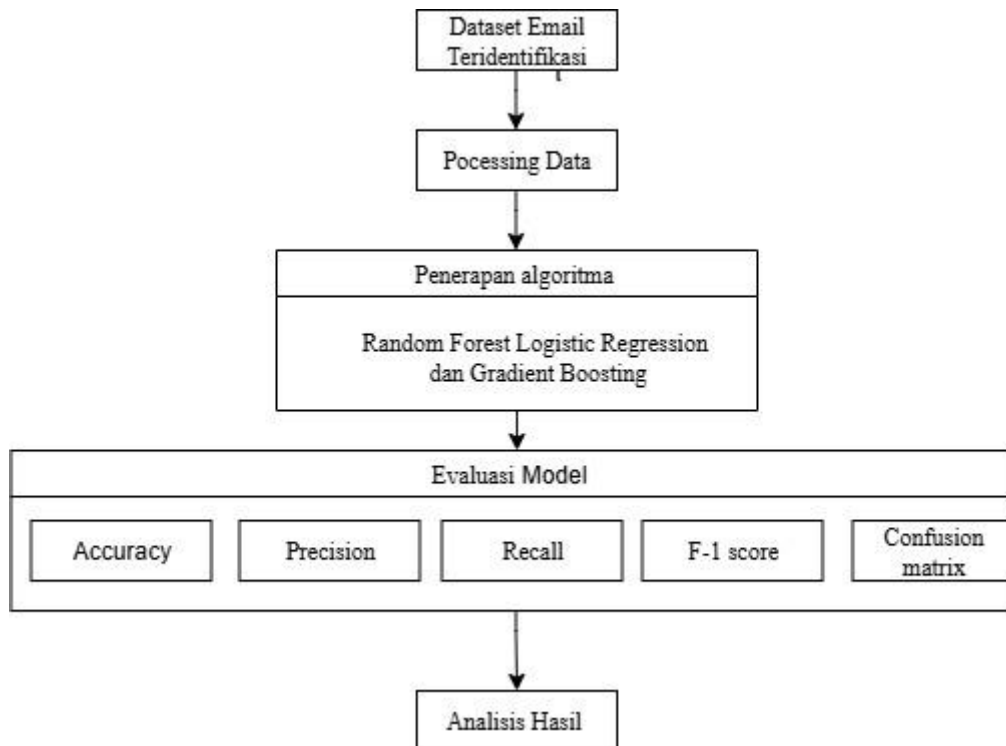 Dataset Email
Teridentifikasi
Pocessing Data
Penerapan algoritma
Random Forest Logistic Regression
dan Gradient Boosting
Evaluasi Model
Accuracy
Precision
Recall
F-1 score
Confusion
matrix
Analisis Hasil